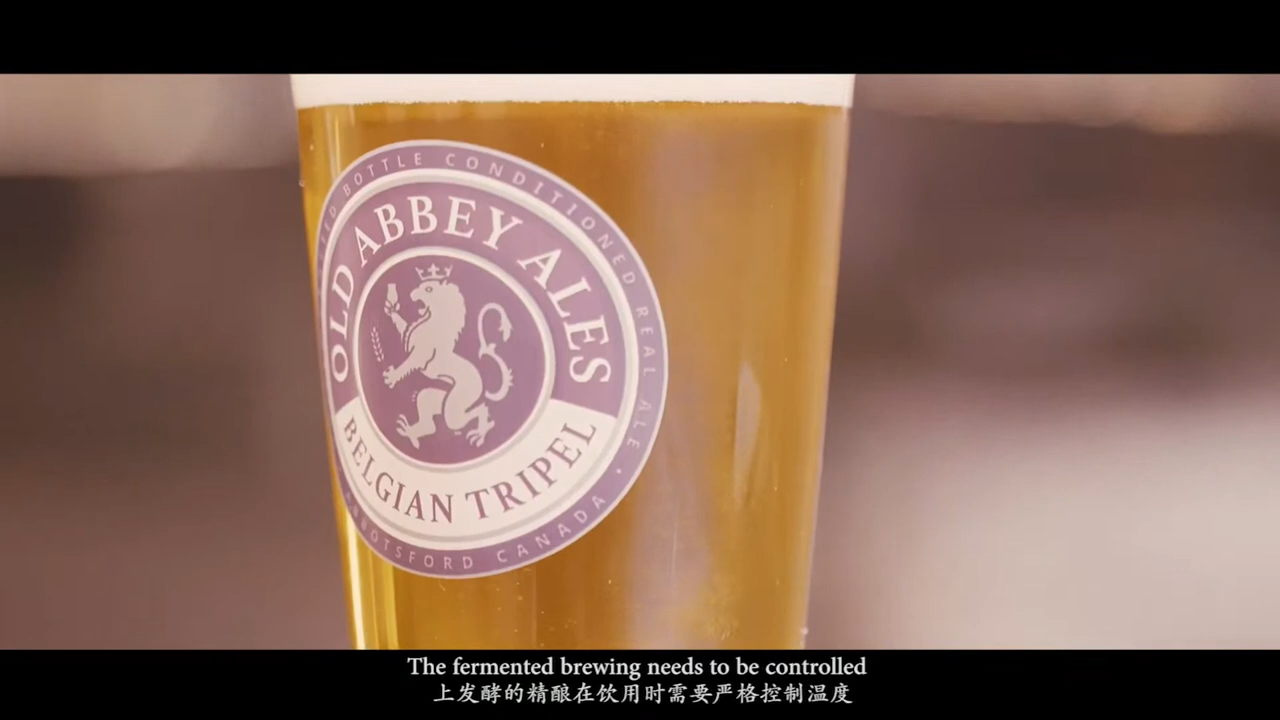 BOTTLE CONDITIONED REAL ALE
OLD ABBEY ALES
BELGIAN TRIPEL
ABBOTSFORD CANADA
The fermented brewing needs to be controlled
上发酵的精酿在饮用时需要严格控制温度